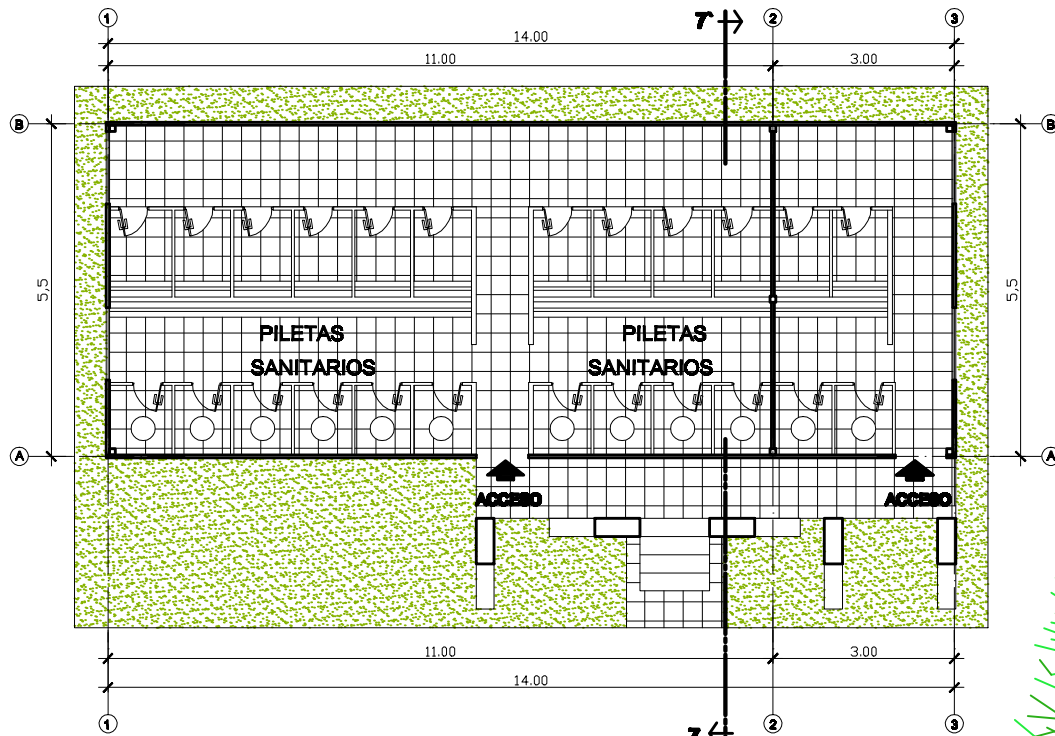 1 7' 2 3
14.00
11.00 3.00
B B
5,5 5,5
PILETAS PILETAS
SANITARIOS SANITARIOS
A A
ACCESO ACCESO
11.00 3.00
14.00
1 7' 2 3